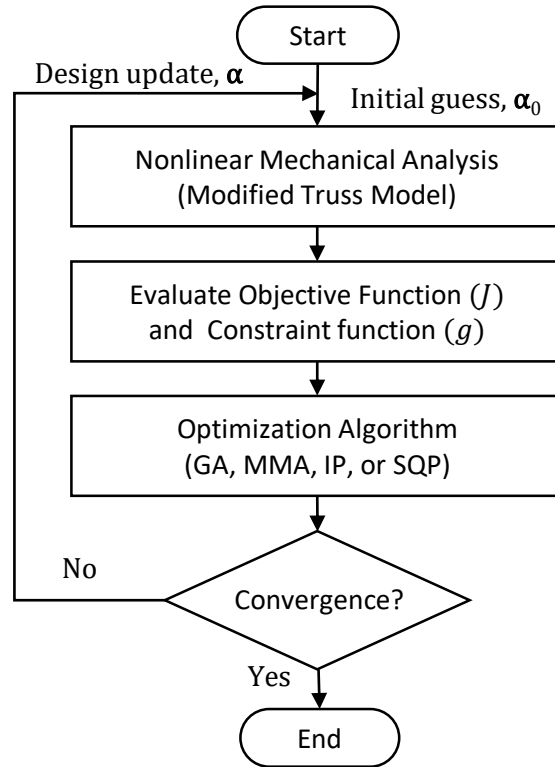 Start
Design update, α
Initial guess, α₀
Nonlinear Mechanical Analysis
(Modified Truss Model)
Evaluate Objective Function (𝐽)
and Constraint function (𝑔)
Optimization Algorithm
(GA, MMA, IP, or SQP)
No
Convergence?
Yes
End